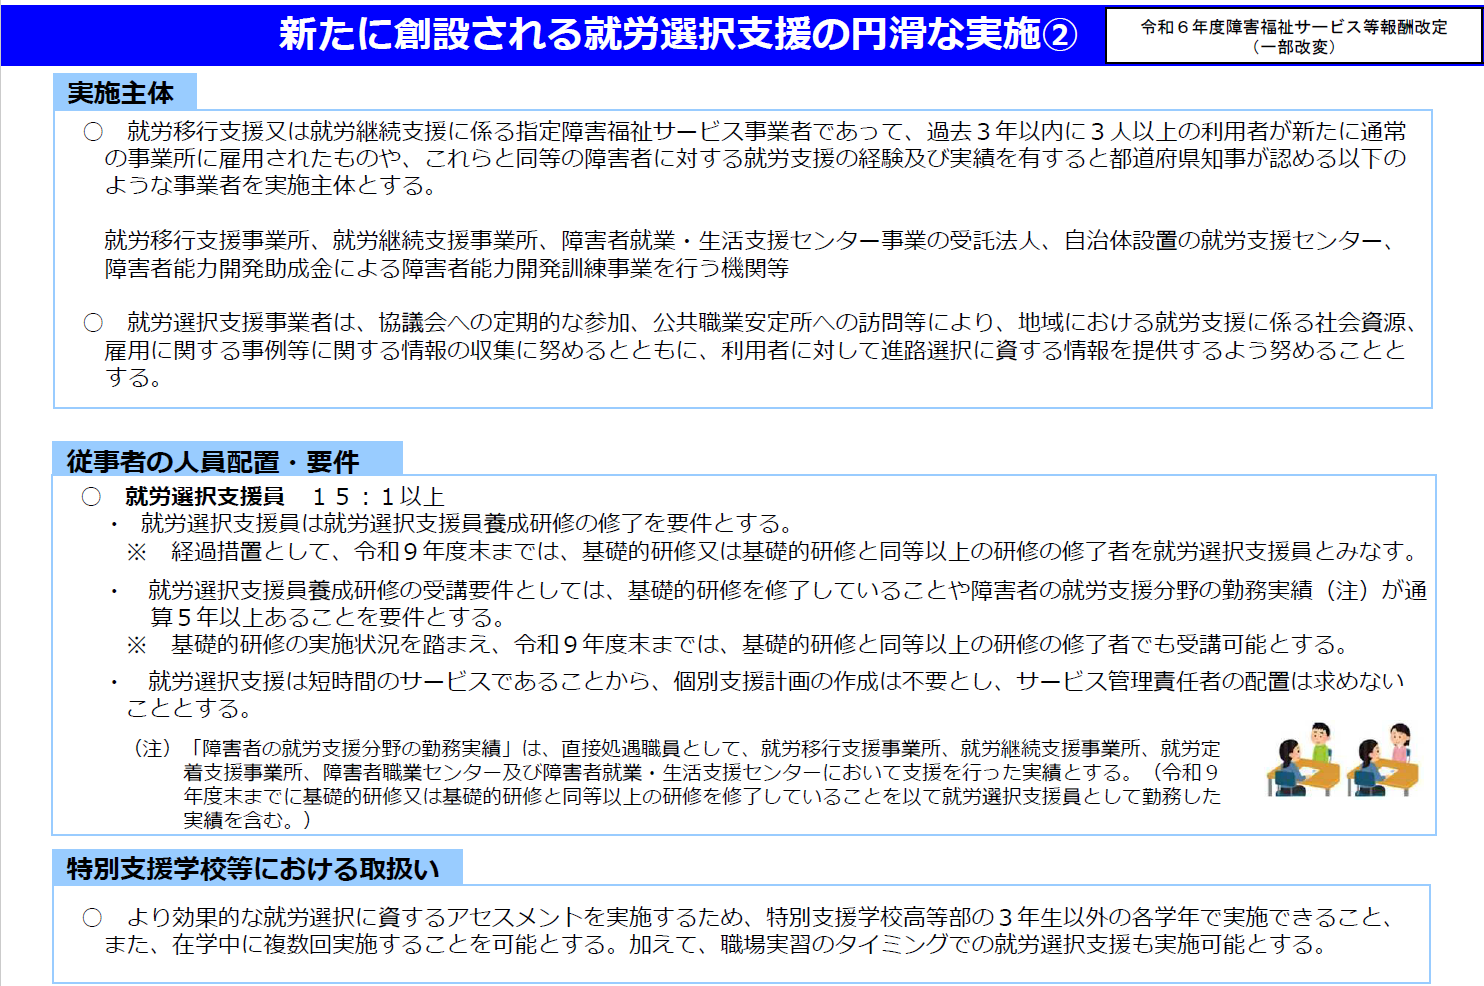 新たに創設される就労選択支援の円滑な実施②
令和６年度障害福祉サービス等報酬改定
（一部改変）
実施主体
○　就労移行支援又は就労継続支援に係る指定障害福祉サービス事業者であって、過去３年以内に３人以上の利用者が新たに通常
の事業所に雇用されたものや、これらと同等の障害者に対する就労支援の経験及び実績を有すると都道府県知事が認める以下の
ような事業者を実施主体とする。
就労移行支援事業所、就労継続支援事業所、障害者就業・生活支援センター事業の受託法人、自治体設置の就労支援センター、
障害者能力開発助成金による障害者能力開発訓練事業を行う機関等
○　就労選択支援事業者は、協議会への定期的な参加、公共職業安定所への訪問等により、地域における就労支援に係る社会資源、
雇用に関する事例等に関する情報の収集に努めるとともに、利用者に対して進路選択に資する情報を提供するよう努めることと
する。
従事者の人員配置・要件
○　就労選択支援員　１５：１以上
・　就労選択支援員は就労選択支援員養成研修の修了を要件とする。
※　経過措置として、令和９年度末までは、基礎的研修又は基礎的研修と同等以上の研修の修了者を就労選択支援員とみなす。
・　就労選択支援員養成研修の受講要件としては、基礎的研修を修了していることや障害者の就労支援分野の勤務実績（注）が通
算５年以上あることを要件とする。
※　基礎的研修の実施状況を踏まえ、令和９年度末までは、基礎的研修と同等以上の研修の修了者でも受講可能とする。
・　就労選択支援は短時間のサービスであることから、個別支援計画の作成は不要とし、サービス管理責任者の配置は求めない
こととする。
（注）「障害者の就労支援分野の勤務実績」は、直接処遇職員として、就労移行支援事業所、就労継続支援事業所、就労定
着支援事業所、障害者職業センター及び障害者就業・生活支援センターにおいて支援を行った実績とする。（令和９
年度末までに基礎的研修又は基礎的研修と同等以上の研修を修了していることを以て就労選択支援員として勤務した
実績を含む。）
特別支援学校等における取扱い
○　より効果的な就労選択に資するアセスメントを実施するため、特別支援学校高等部の３年生以外の各学年で実施できること、
また、在学中に複数回実施することを可能とする。加えて、職場実習のタイミングでの就労選択支援も実施可能とする。